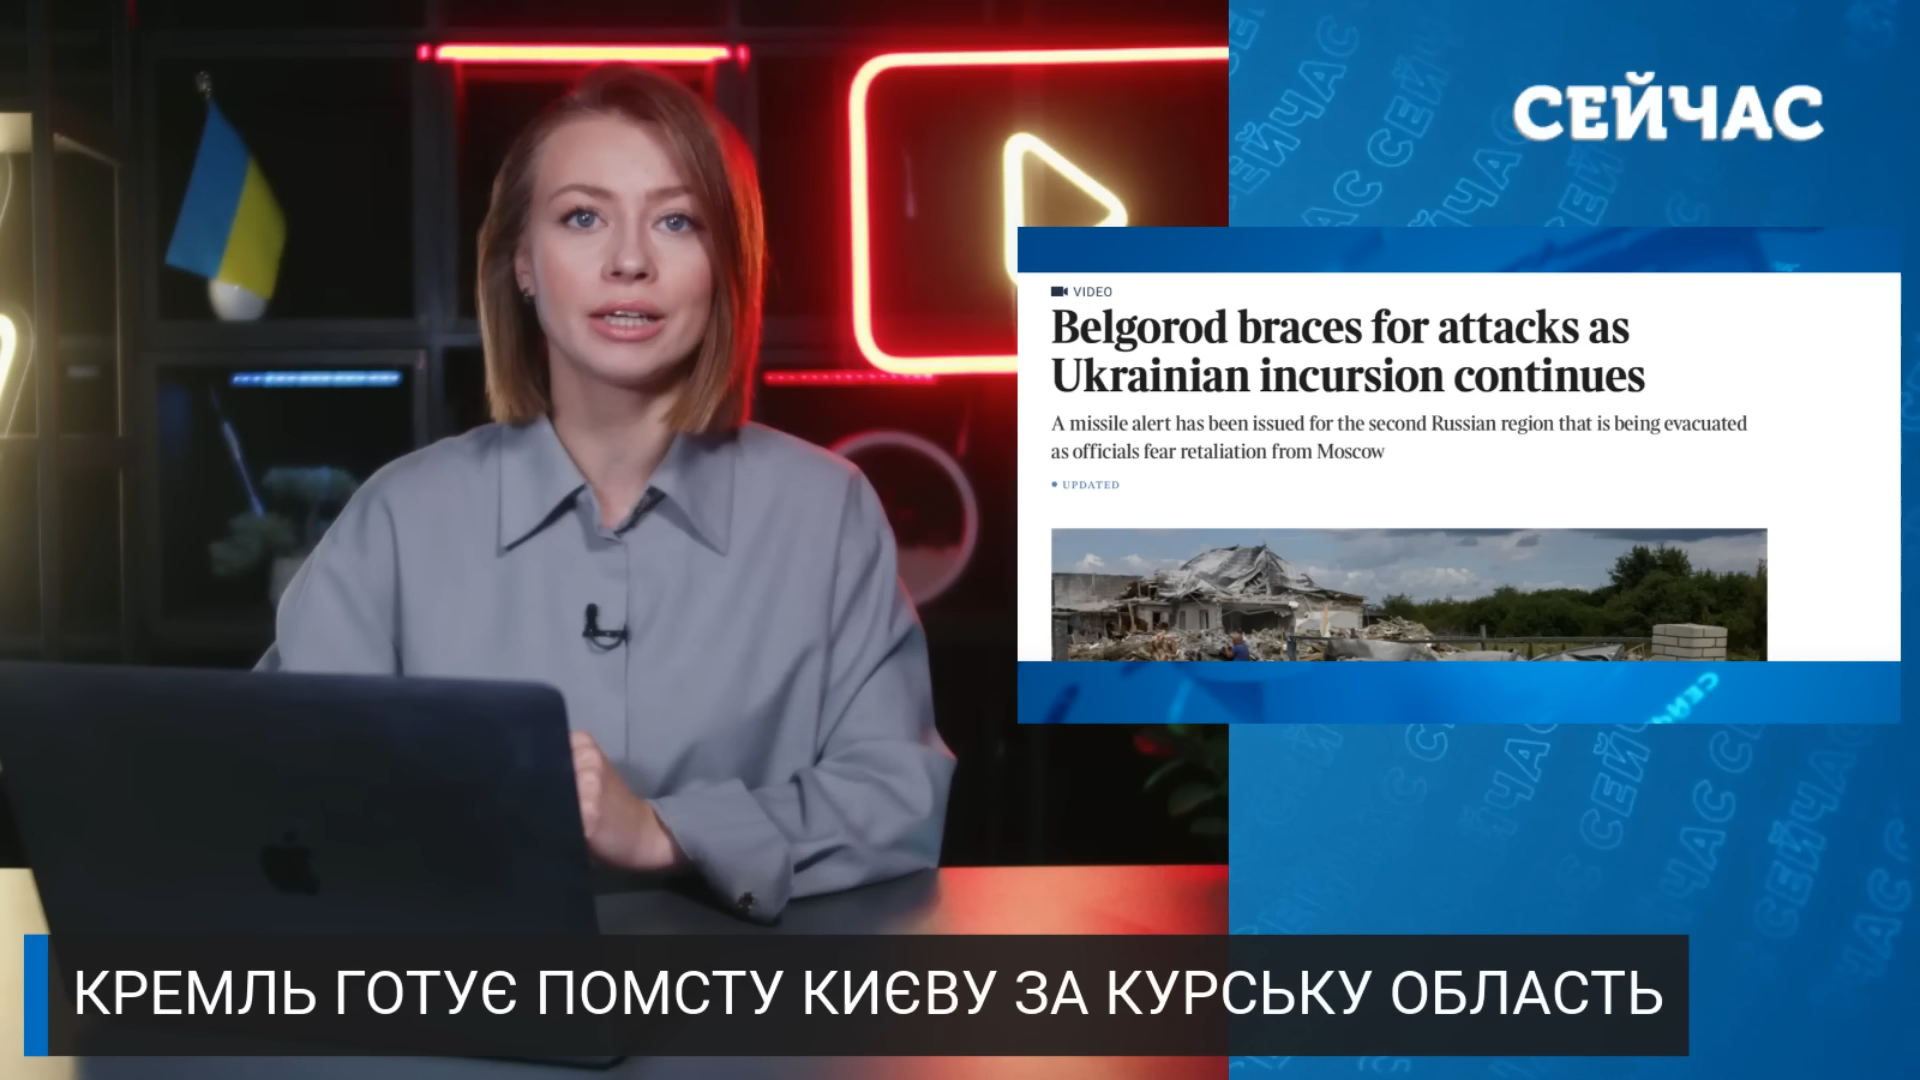 СЕЙЧАС
VIDEO
Belgorod braces for attacks as
Ukrainian incursion continues
A missile alert has been issued for the second Russian region that is being evacuated
as officials fear retaliation from Moscow
• UPDATED
КРЕМЛЬ ГОТУЄ ПОМСТУ КИЄВУ ЗА КУРСЬКУ ОБЛАСТЬ